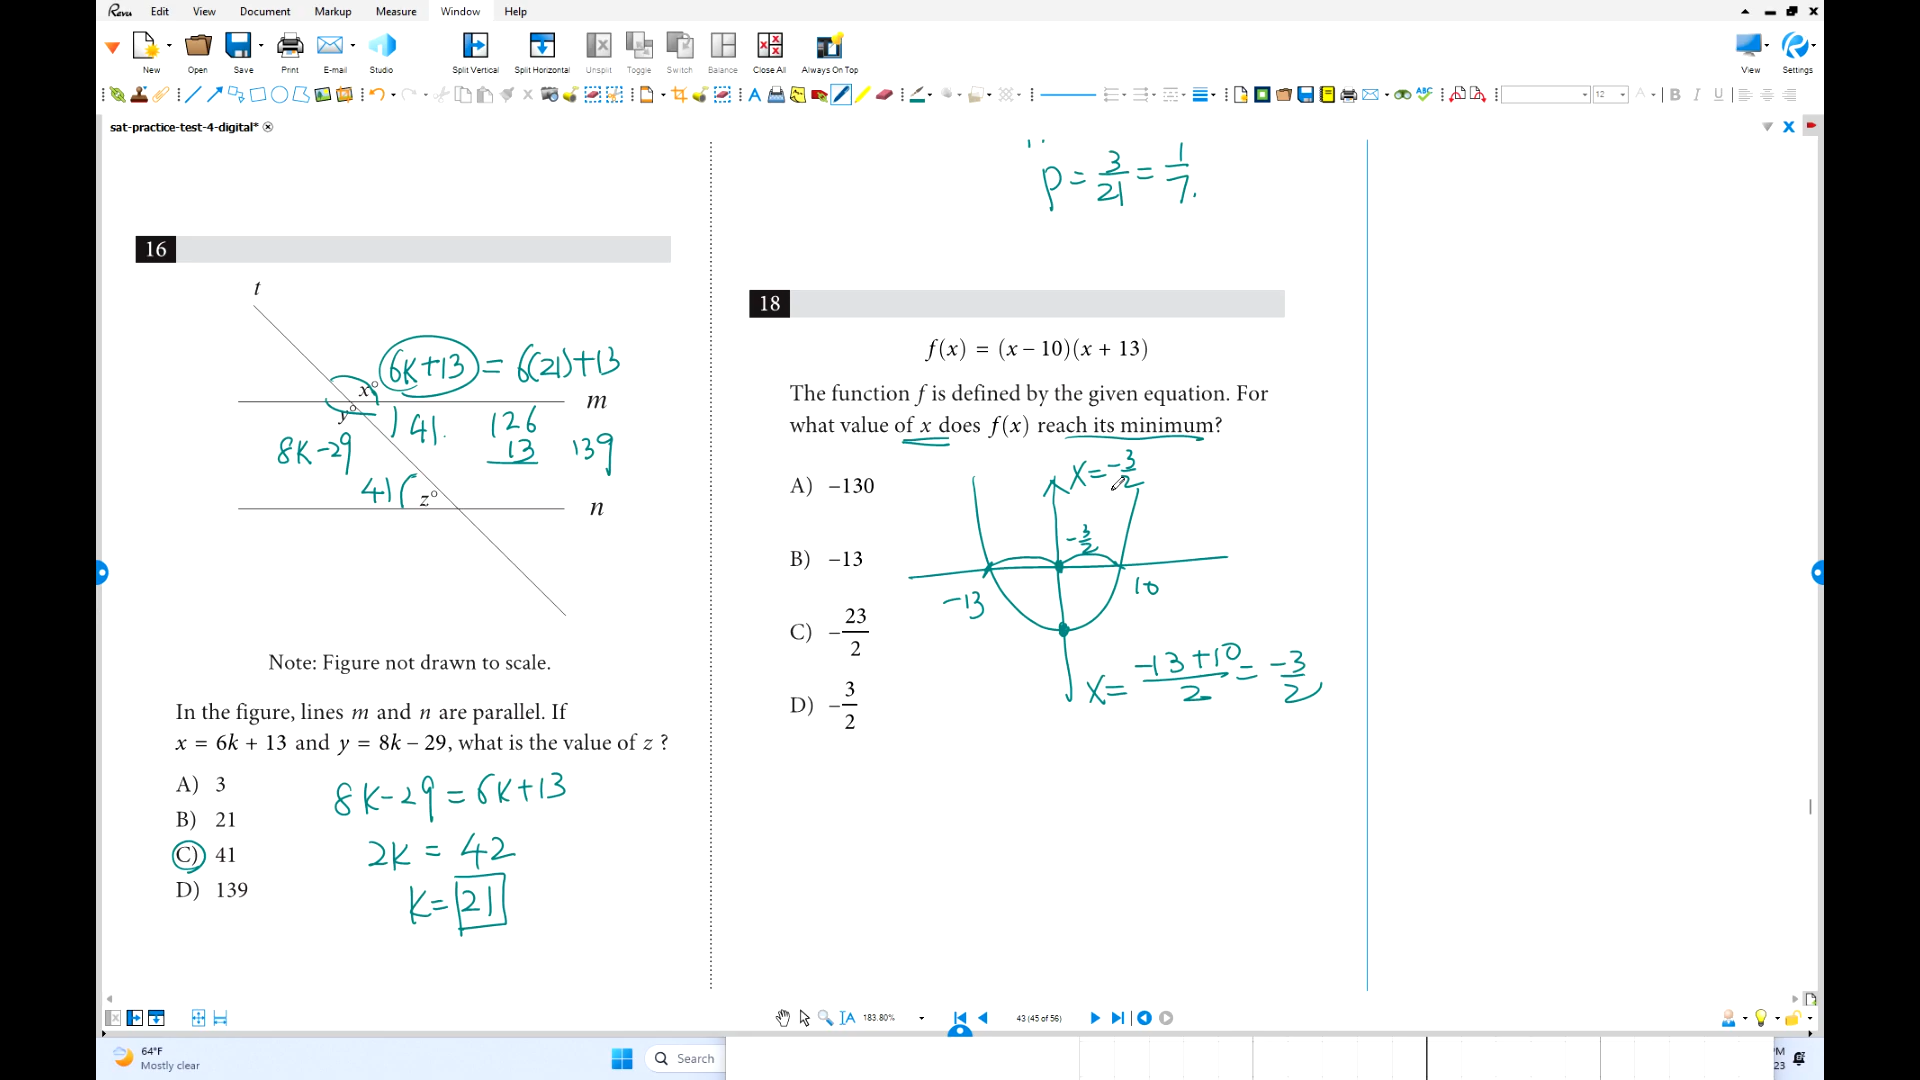 Revu Edit View Document Markup Measure Window Help
New Open Save Print E-mail Studio Split Vertical Split Horizontal Unsplit Toggle Switch Balance Close All Always On Top View Settings
12 A B I U
sat-practice-test-4-digital*
p = 3/21 = 1/7.
16
t
x° 6k+13 = 6(21)+13
m
y° 141. 126
8k-29 13 139
41 z° n
Note: Figure not drawn to scale.
In the figure, lines m and n are parallel. If
x = 6k + 13 and y = 8k − 29, what is the value of z ?
A) 3
B) 21
C) 41
D) 139
8k-29 = 6k+13
2k = 42
k = 21
18
f(x) = (x − 10)(x + 13)
The function f is defined by the given equation. For
what value of x does f(x) reach its minimum?
A) −130
B) −13
C) −23/2
D) −3/2
x = -3/2
-3/2
-13 10
x = -13+10/2 = -3/2
183.80% 43 (45 of 56)
64°F
Mostly clear
Search
PM
23